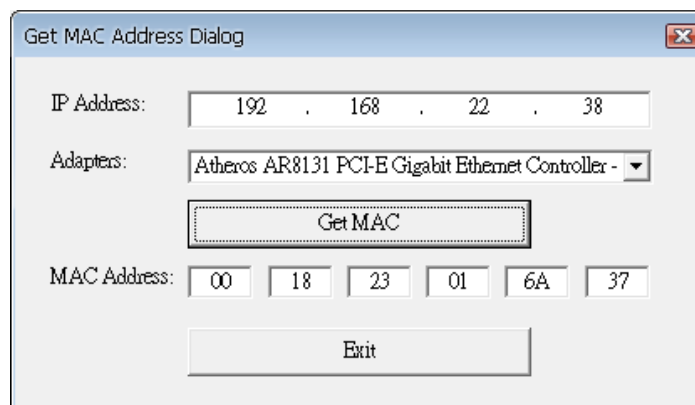 Get MAC Address Dialog
IP Address: 192 . 168 . 22 . 38
Adapters: Atheros AR8131 PCI-E Gigabit Ethernet Controller -
Get MAC
MAC Address: 00 18 23 01 6A 37
Exit